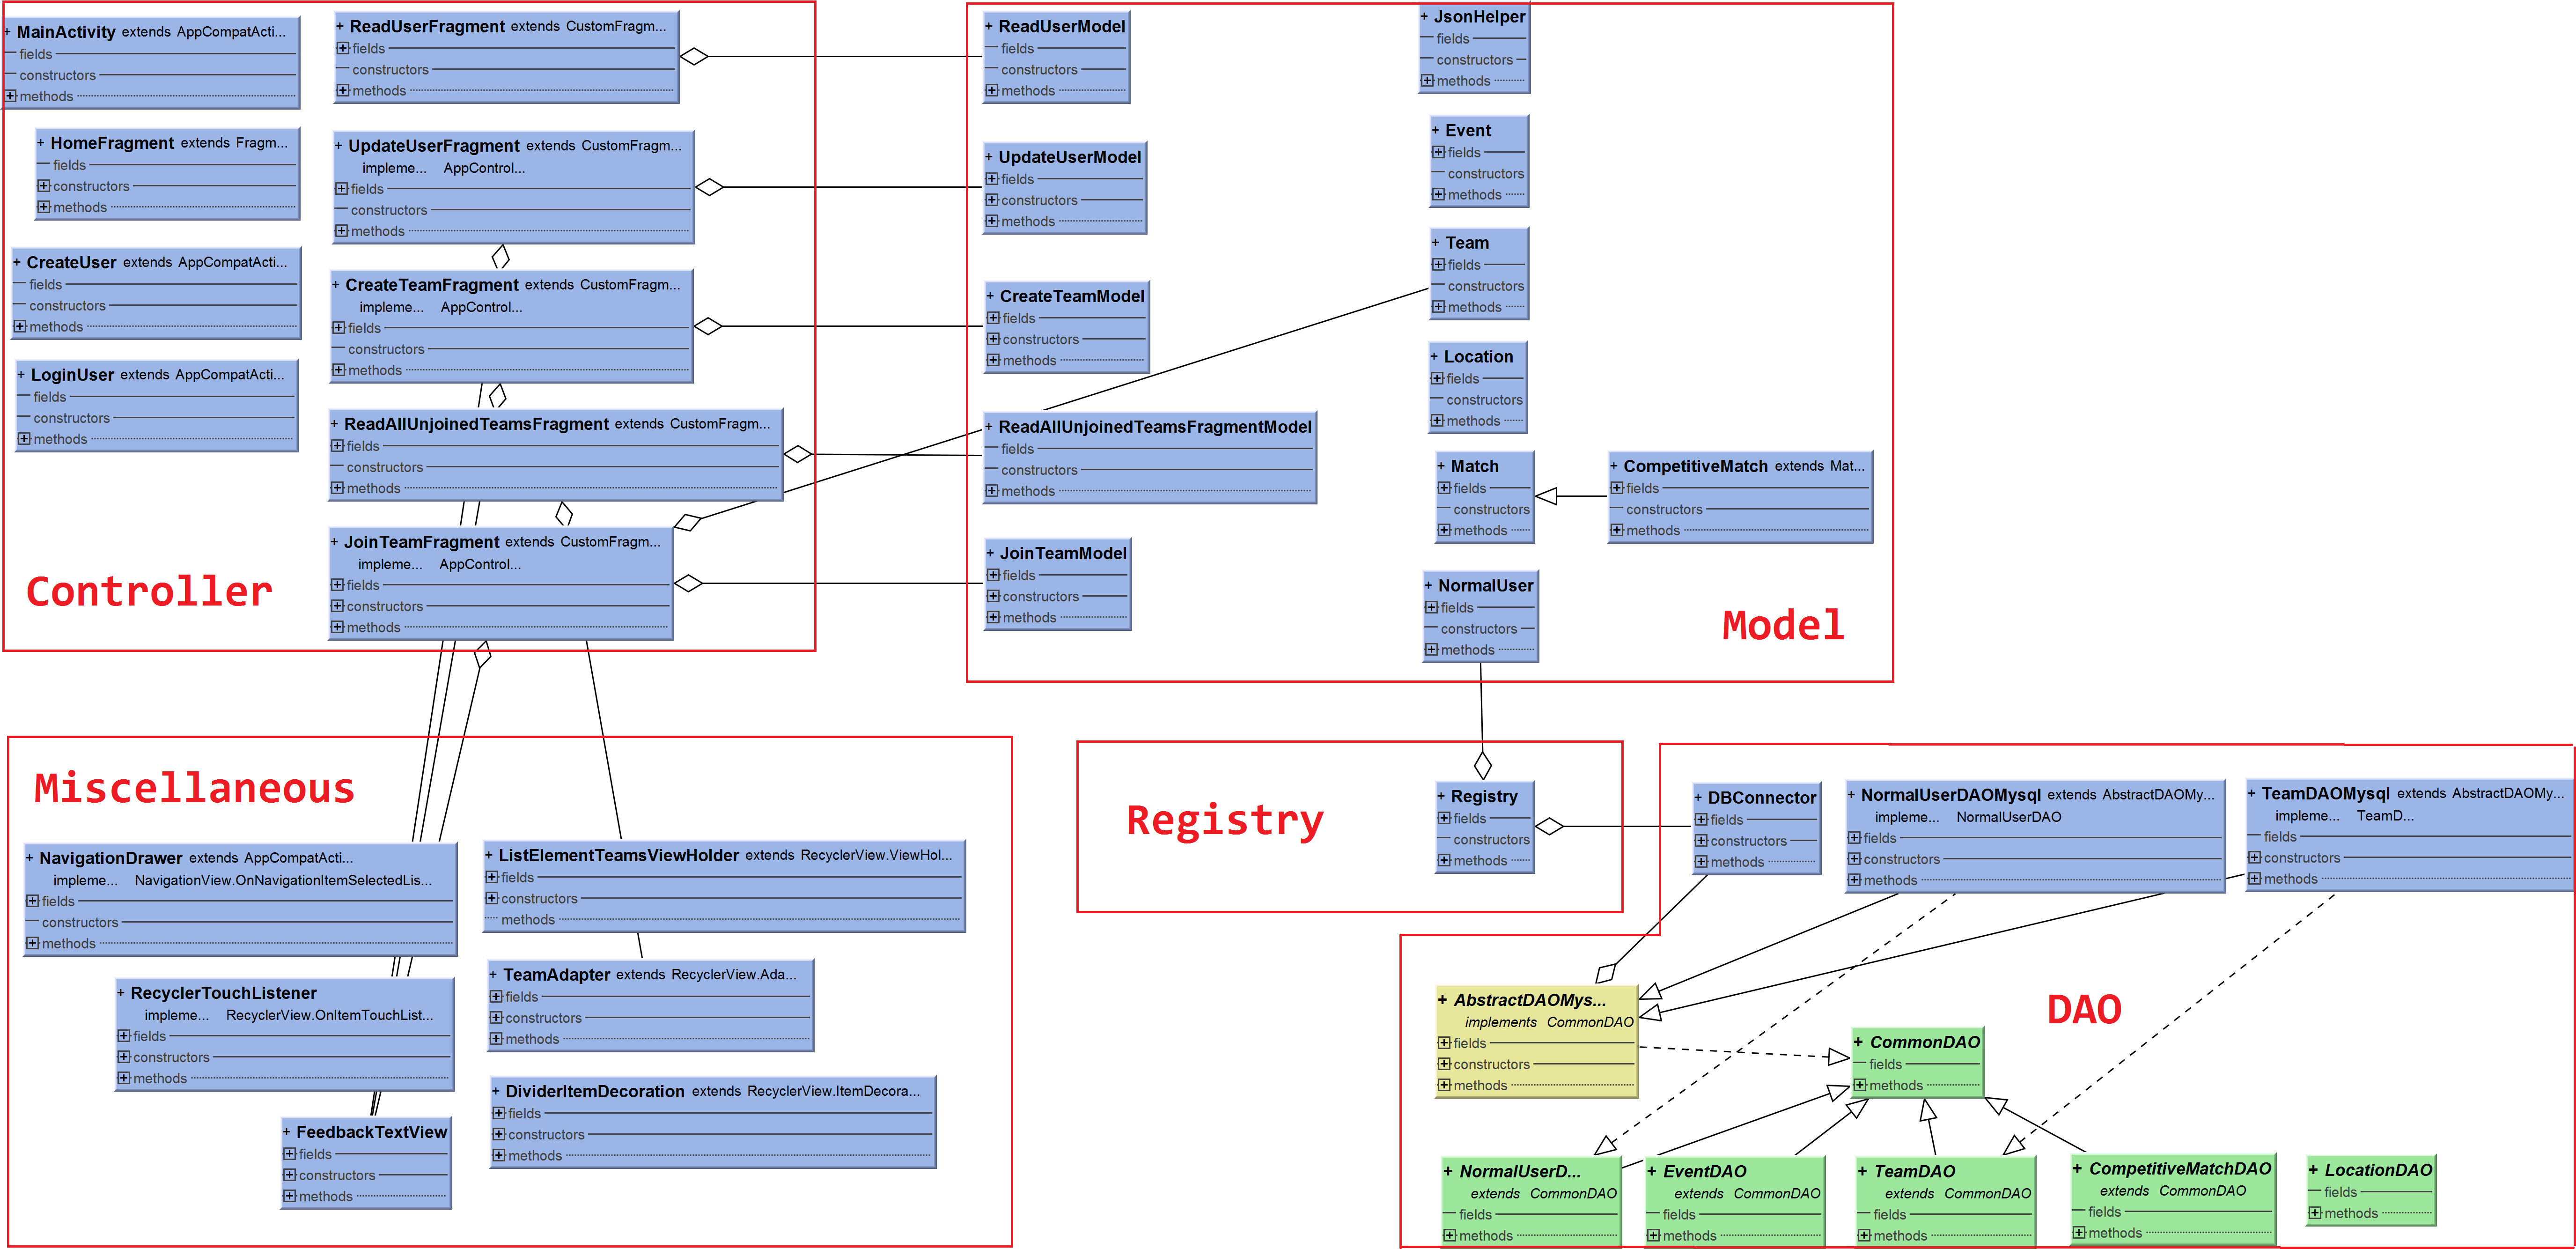 + MainActivity extends AppCompatActi...
fields
constructors
methods
+ HomeFragment extends Fragm...
fields
constructors
methods
+ CreateUser extends AppCompatActi...
fields
constructors
methods
+ LoginUser extends AppCompatActi...
fields
constructors
methods
+ ReadUserFragment extends CustomFragm...
fields
constructors
methods
+ UpdateUserFragment extends CustomFragm...
impleme... AppControl...
fields
constructors
methods
+ CreateTeamFragment extends CustomFragm...
impleme... AppControl...
fields
constructors
methods
+ ReadAllUnjoinedTeamsFragment extends CustomFragm...
fields
constructors
methods
+ JoinTeamFragment extends CustomFragm...
impleme... AppControl...
fields
constructors
methods
Controller
+ ReadUserModel
fields
constructors
methods
+ UpdateUserModel
fields
constructors
methods
+ CreateTeamModel
fields
constructors
methods
+ ReadAllUnjoinedTeamsFragmentModel
fields
constructors
methods
+ JoinTeamModel
fields
constructors
methods
+ JsonHelper
fields
constructors
methods
+ Event
fields
constructors
methods
+ Team
fields
constructors
methods
+ Location
fields
constructors
methods
+ Match
fields
constructors
methods
+ CompetitiveMatch extends Mat...
fields
constructors
methods
+ NormalUser
fields
constructors
methods
Model
Miscellaneous
+ NavigationDrawer extends AppCompatActi...
impleme... NavigationView.OnNavigationItemSelectedLis...
fields
constructors
methods
+ RecyclerTouchListener
impleme... RecyclerView.OnItemTouchList...
fields
constructors
methods
+ FeedbackTextView
fields
constructors
methods
+ ListElementTeamsViewHolder extends RecyclerView.ViewHol...
fields
constructors
methods
+ TeamAdapter extends RecyclerView.Ada...
fields
constructors
methods
+ DividerItemDecoration extends RecyclerView.ItemDecora...
fields
constructors
methods
Registry
+ Registry
fields
constructors
methods
+ DBConnector
fields
constructors
methods
+ NormalUserDAOMysql extends AbstractDAOMy...
impleme... NormalUserDAO
fields
constructors
methods
+ TeamDAOMysql extends AbstractDAOMy...
impleme... TeamD...
fields
constructors
methods
+ AbstractDAOMys...
implements CommonDAO
fields
constructors
methods
DAO
+ CommonDAO
fields
methods
+ NormalUserD...
extends CommonDAO
fields
methods
+ EventDAO
extends CommonDAO
fields
methods
+ TeamDAO
extends CommonDAO
fields
methods
+ CompetitiveMatchDAO
extends CommonDAO
fields
methods
+ LocationDAO
fields
methods